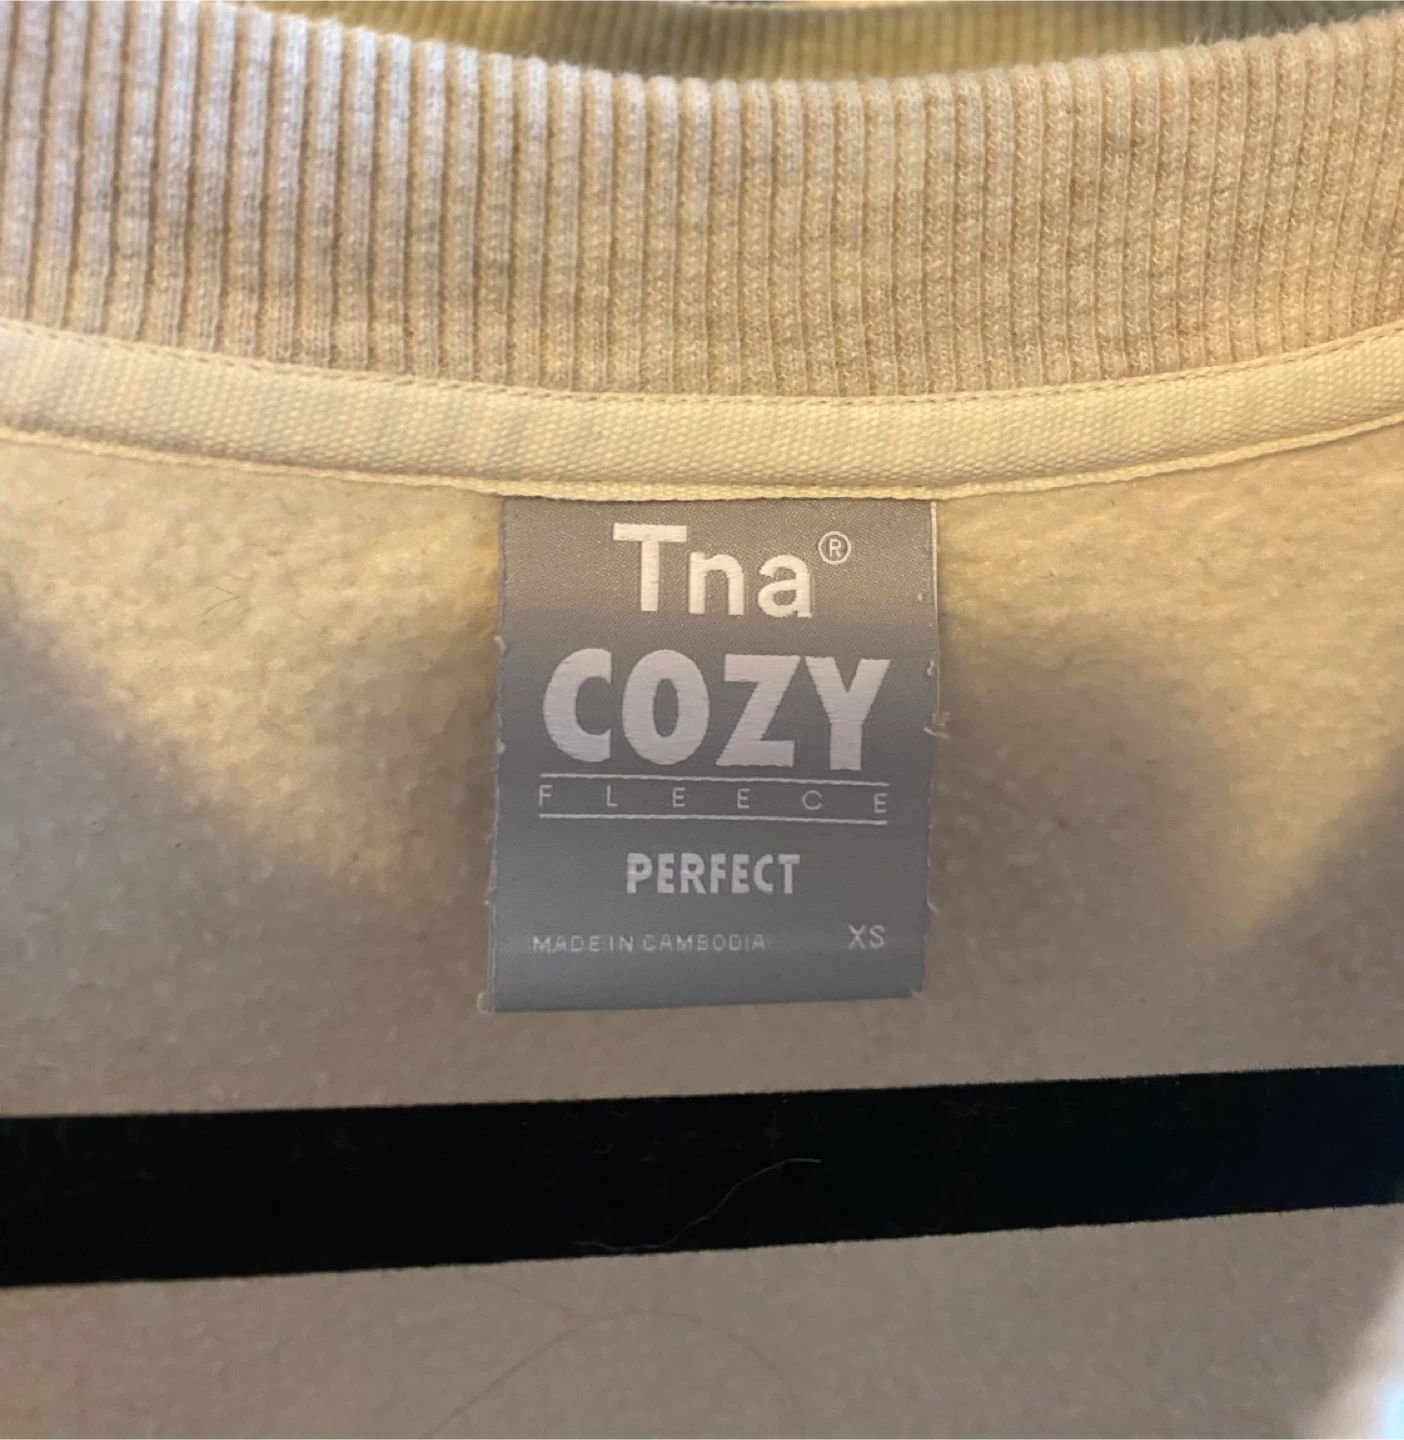 Tna®
COZY
FLEECE
PERFECT
MADE IN CAMBODIA XS